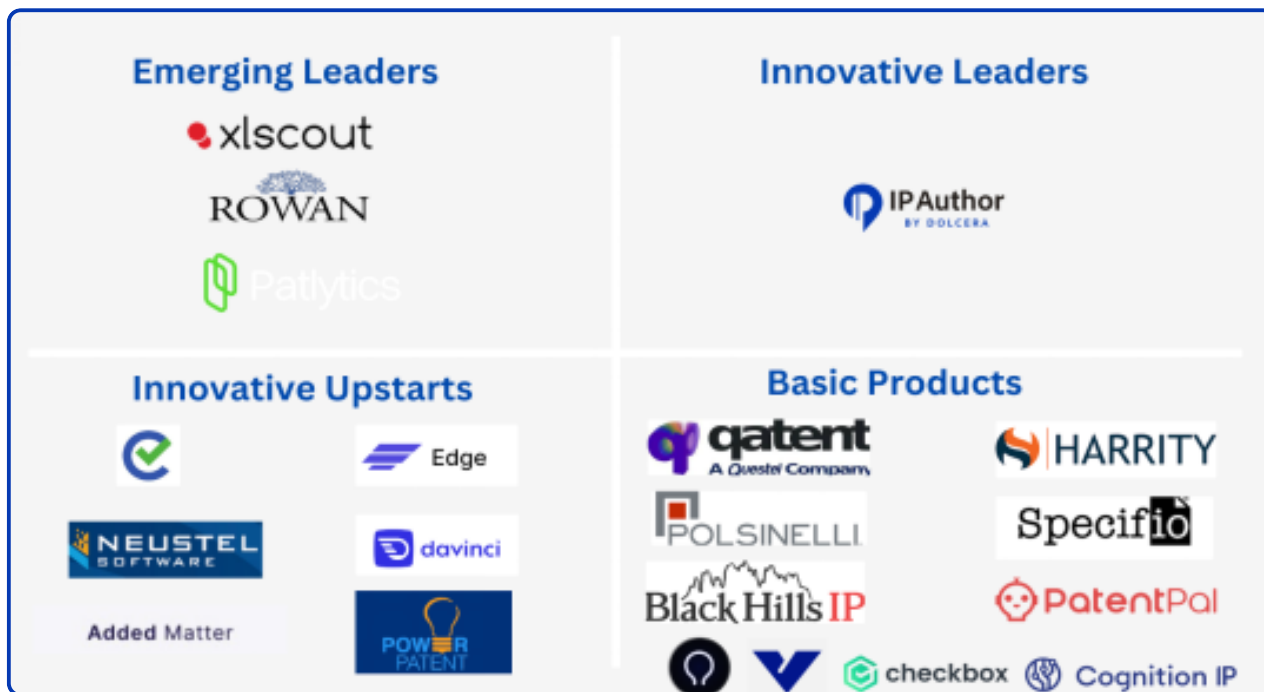 Emerging Leaders
xlscout
ROWAN
Patlytics
Innovative Leaders
IPAuthor
BY DOLCERA
Innovative Upstarts
Edge
NEUSTEL
SOFTWARE
davinci
Added Matter
POWER
PATENT
Basic Products
qatent
A Questel Company
HARRITY
POLSINELLI
Specifio
Black Hills IP
PatentPal
checkbox
Cognition IP